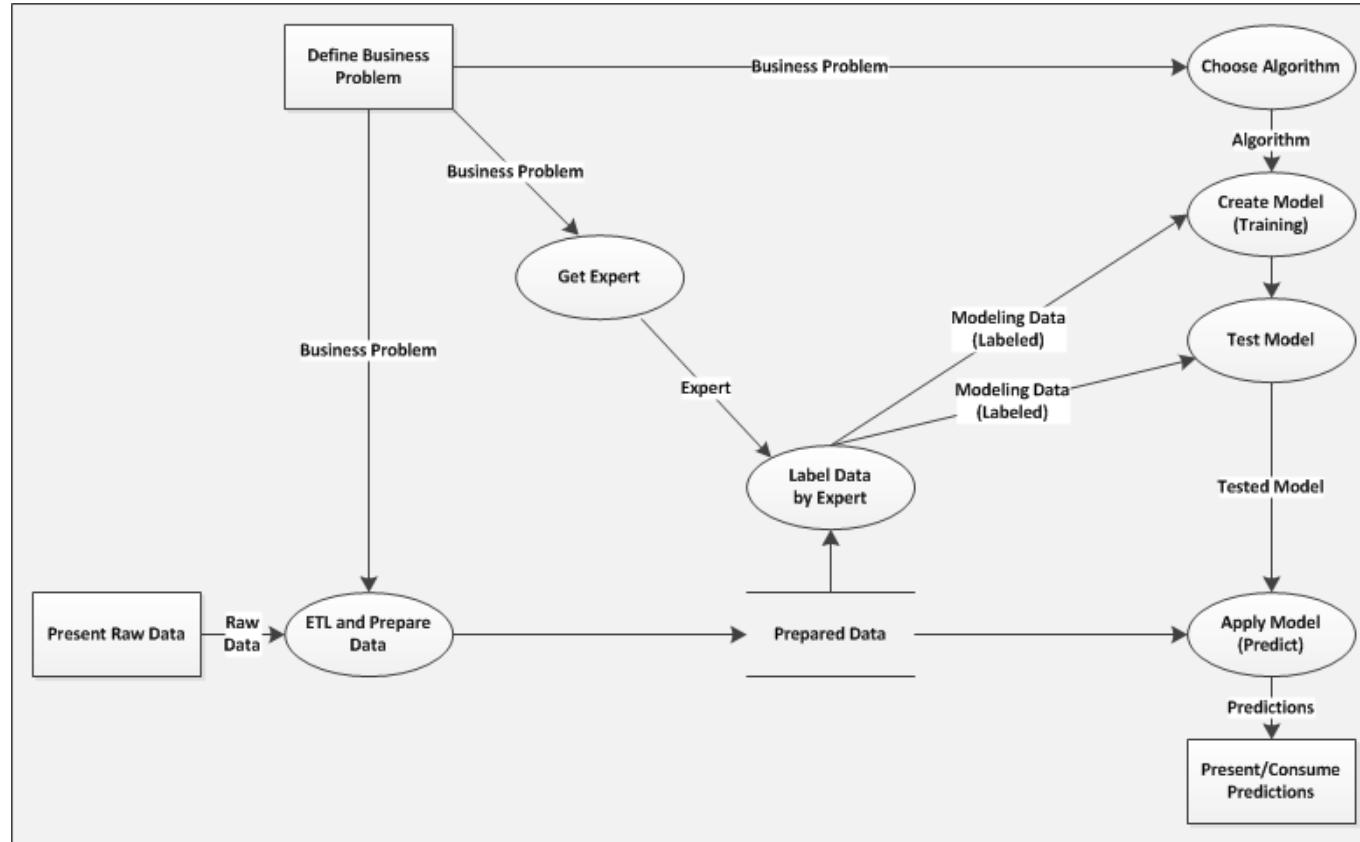 Define Business
Problem
Business Problem
Choose Algorithm
Algorithm
Business Problem
Create Model
(Training)
Get Expert
Modeling Data
(Labeled)
Test Model
Business Problem
Expert
Modeling Data
(Labeled)
Label Data
by Expert
Tested Model
Present Raw Data
Raw
Data
ETL and Prepare
Data
Prepared Data
Apply Model
(Predict)
Predictions
Present/Consume
Predictions